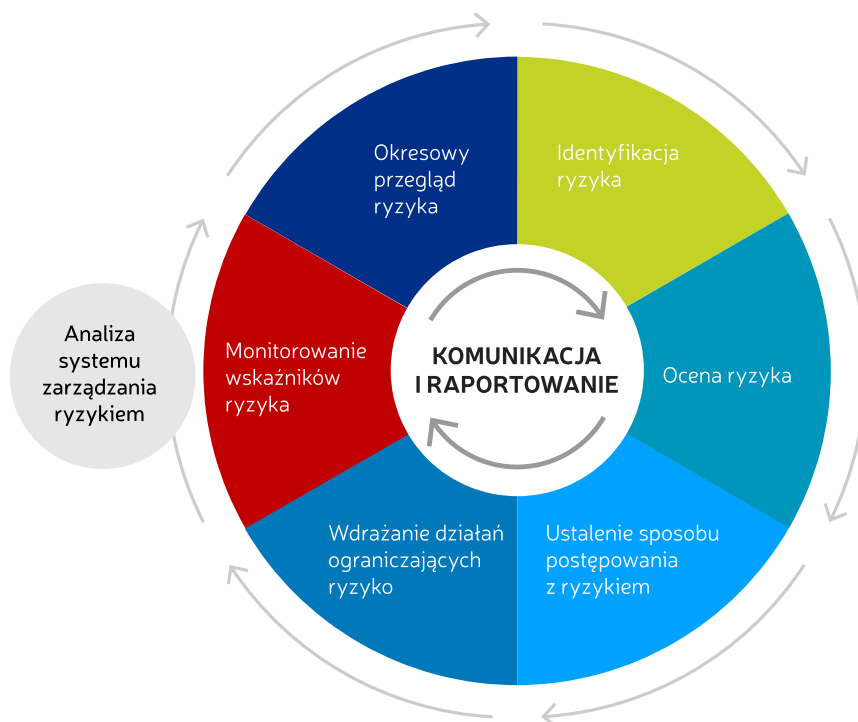 Okresowy
przegląd
ryzyka
Identyfikacja
ryzyka
Analiza
systemu
zarządzania
ryzykiem
Monitorowanie
wskaźników
ryzyka
KOMUNIKACJA
I RAPORTOWANIE
Ocena ryzyka
Wdrażanie działań
ograniczających
ryzyko
Ustalenie sposobu
postępowania
z ryzykiem